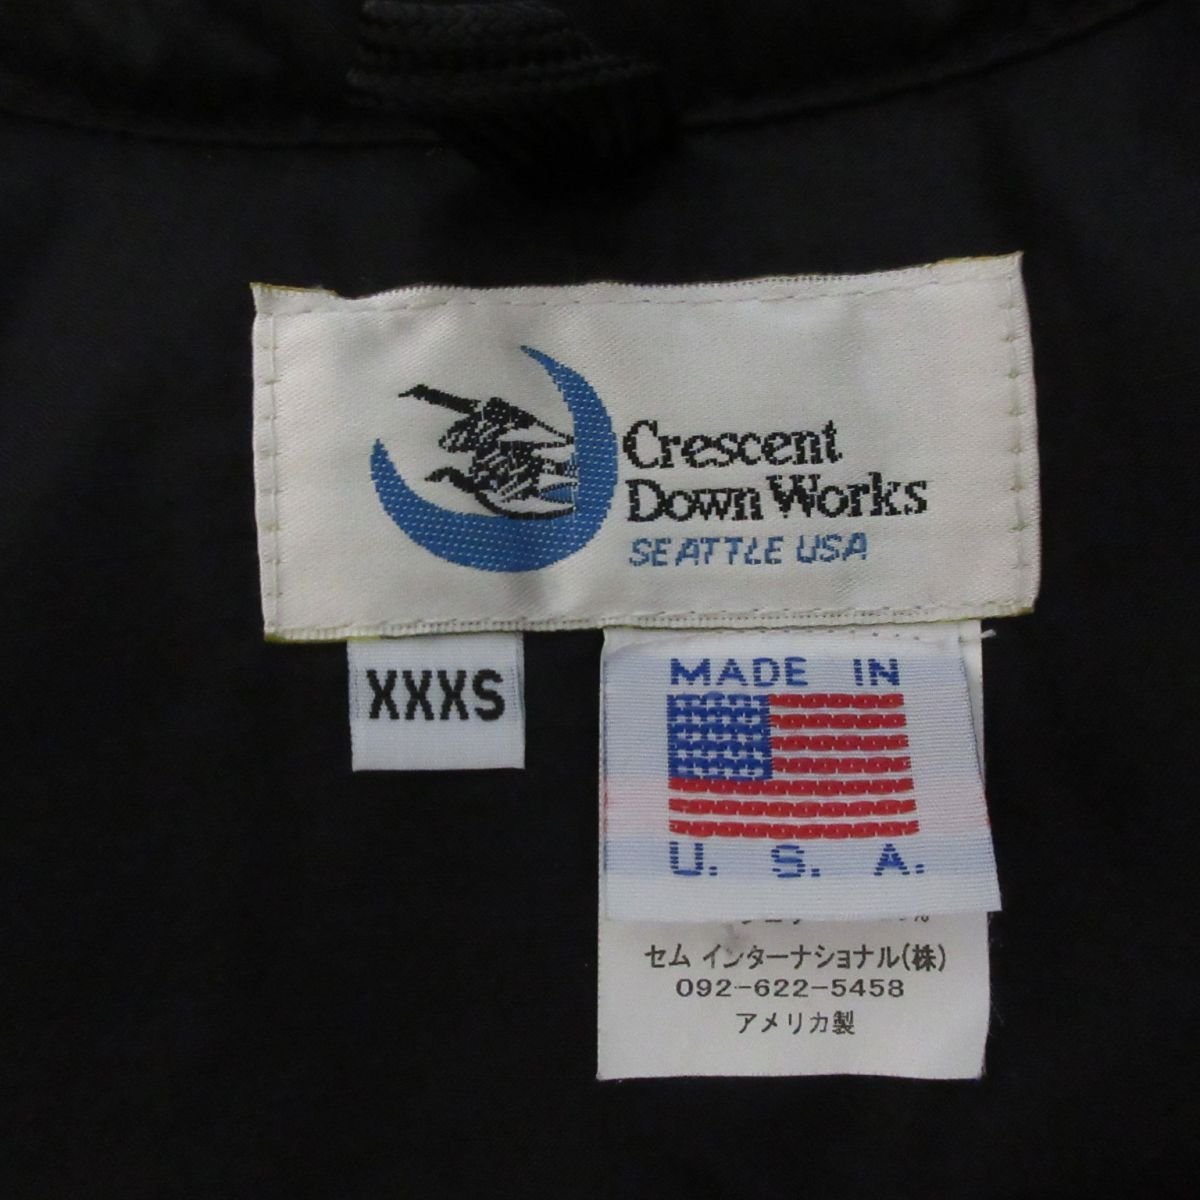 Crescent
Down Works
SEATTLE USA
XXXS
MADE IN
U. S. A.
セム インターナショナル(株)
092-622-5458
アメリカ製